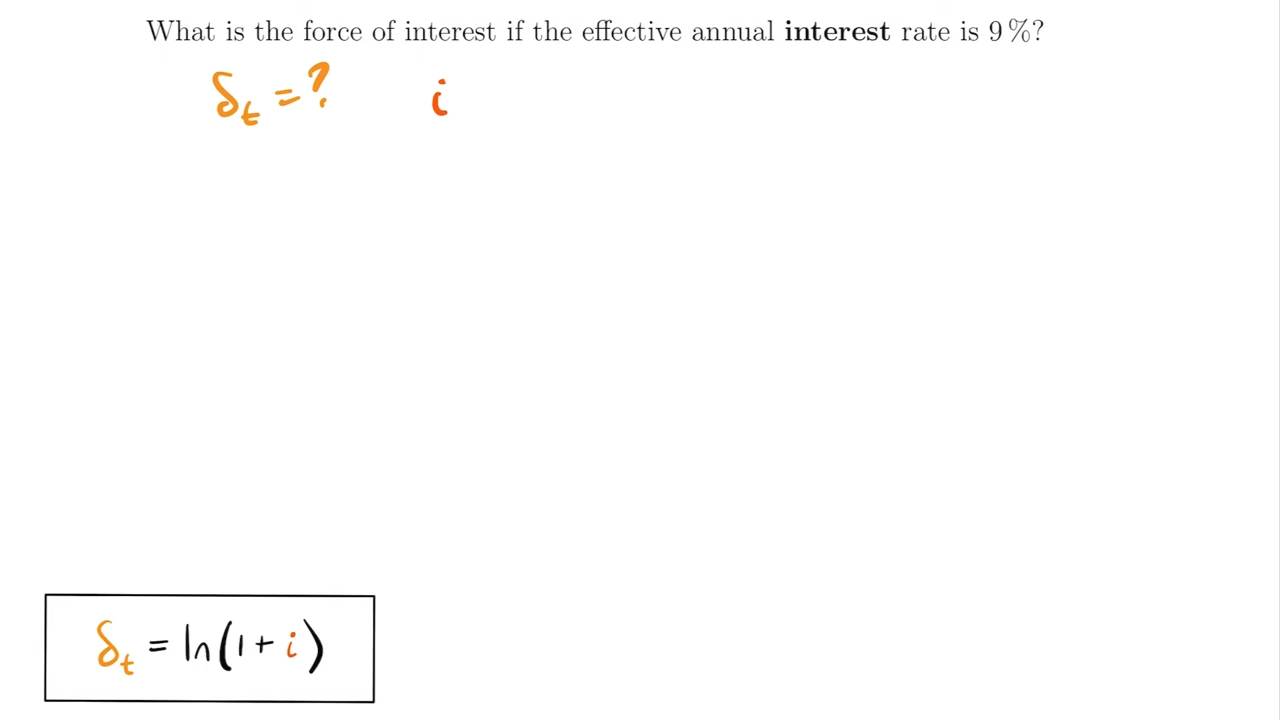 What is the force of interest if the effective annual interest rate is 9 %?
δt = ? i
δt = ln(1 + i)